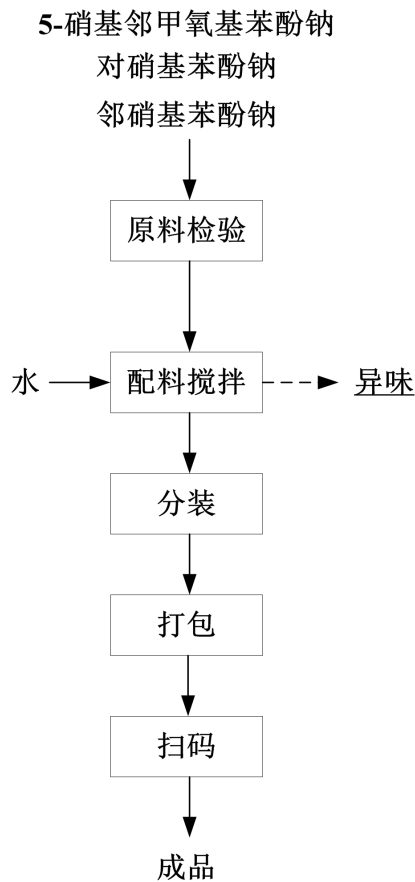 5-硝基邻甲氧基苯酚钠
对硝基苯酚钠
邻硝基苯酚钠
原料检验
水
配料搅拌
异味
分装
打包
扫码
成品